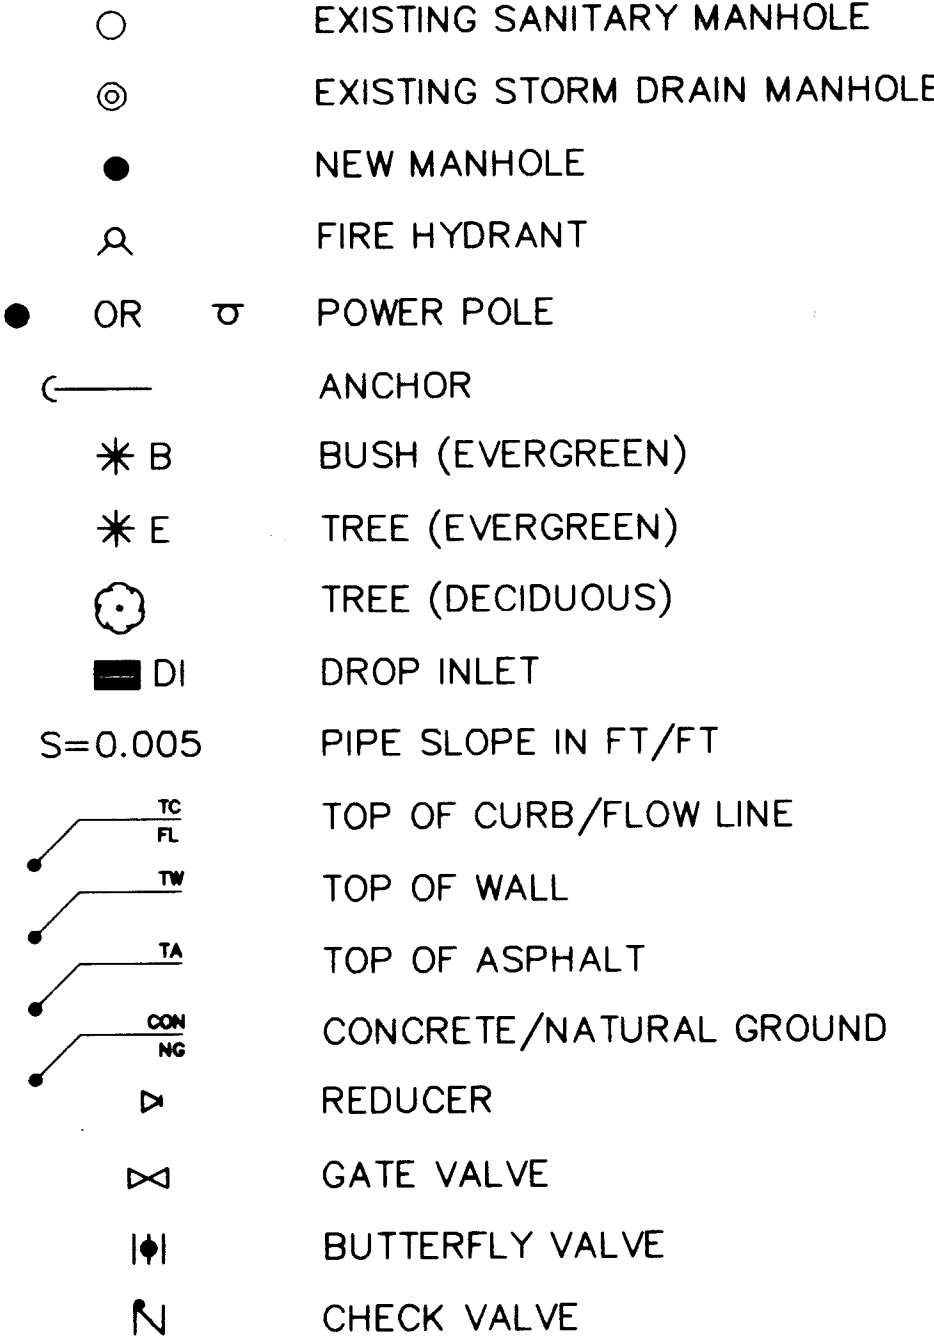 EXISTING SANITARY MANHOLE
EXISTING STORM DRAIN MANHOLE
NEW MANHOLE
FIRE HYDRANT
OR POWER POLE
ANCHOR
B BUSH (EVERGREEN)
E TREE (EVERGREEN)
TREE (DECIDUOUS)
DI DROP INLET
S=0.005 PIPE SLOPE IN FT/FT
TC
FL
TOP OF CURB/FLOW LINE
TW
TOP OF WALL
TA
TOP OF ASPHALT
CON
NG
CONCRETE/NATURAL GROUND
REDUCER
GATE VALVE
BUTTERFLY VALVE
CHECK VALVE